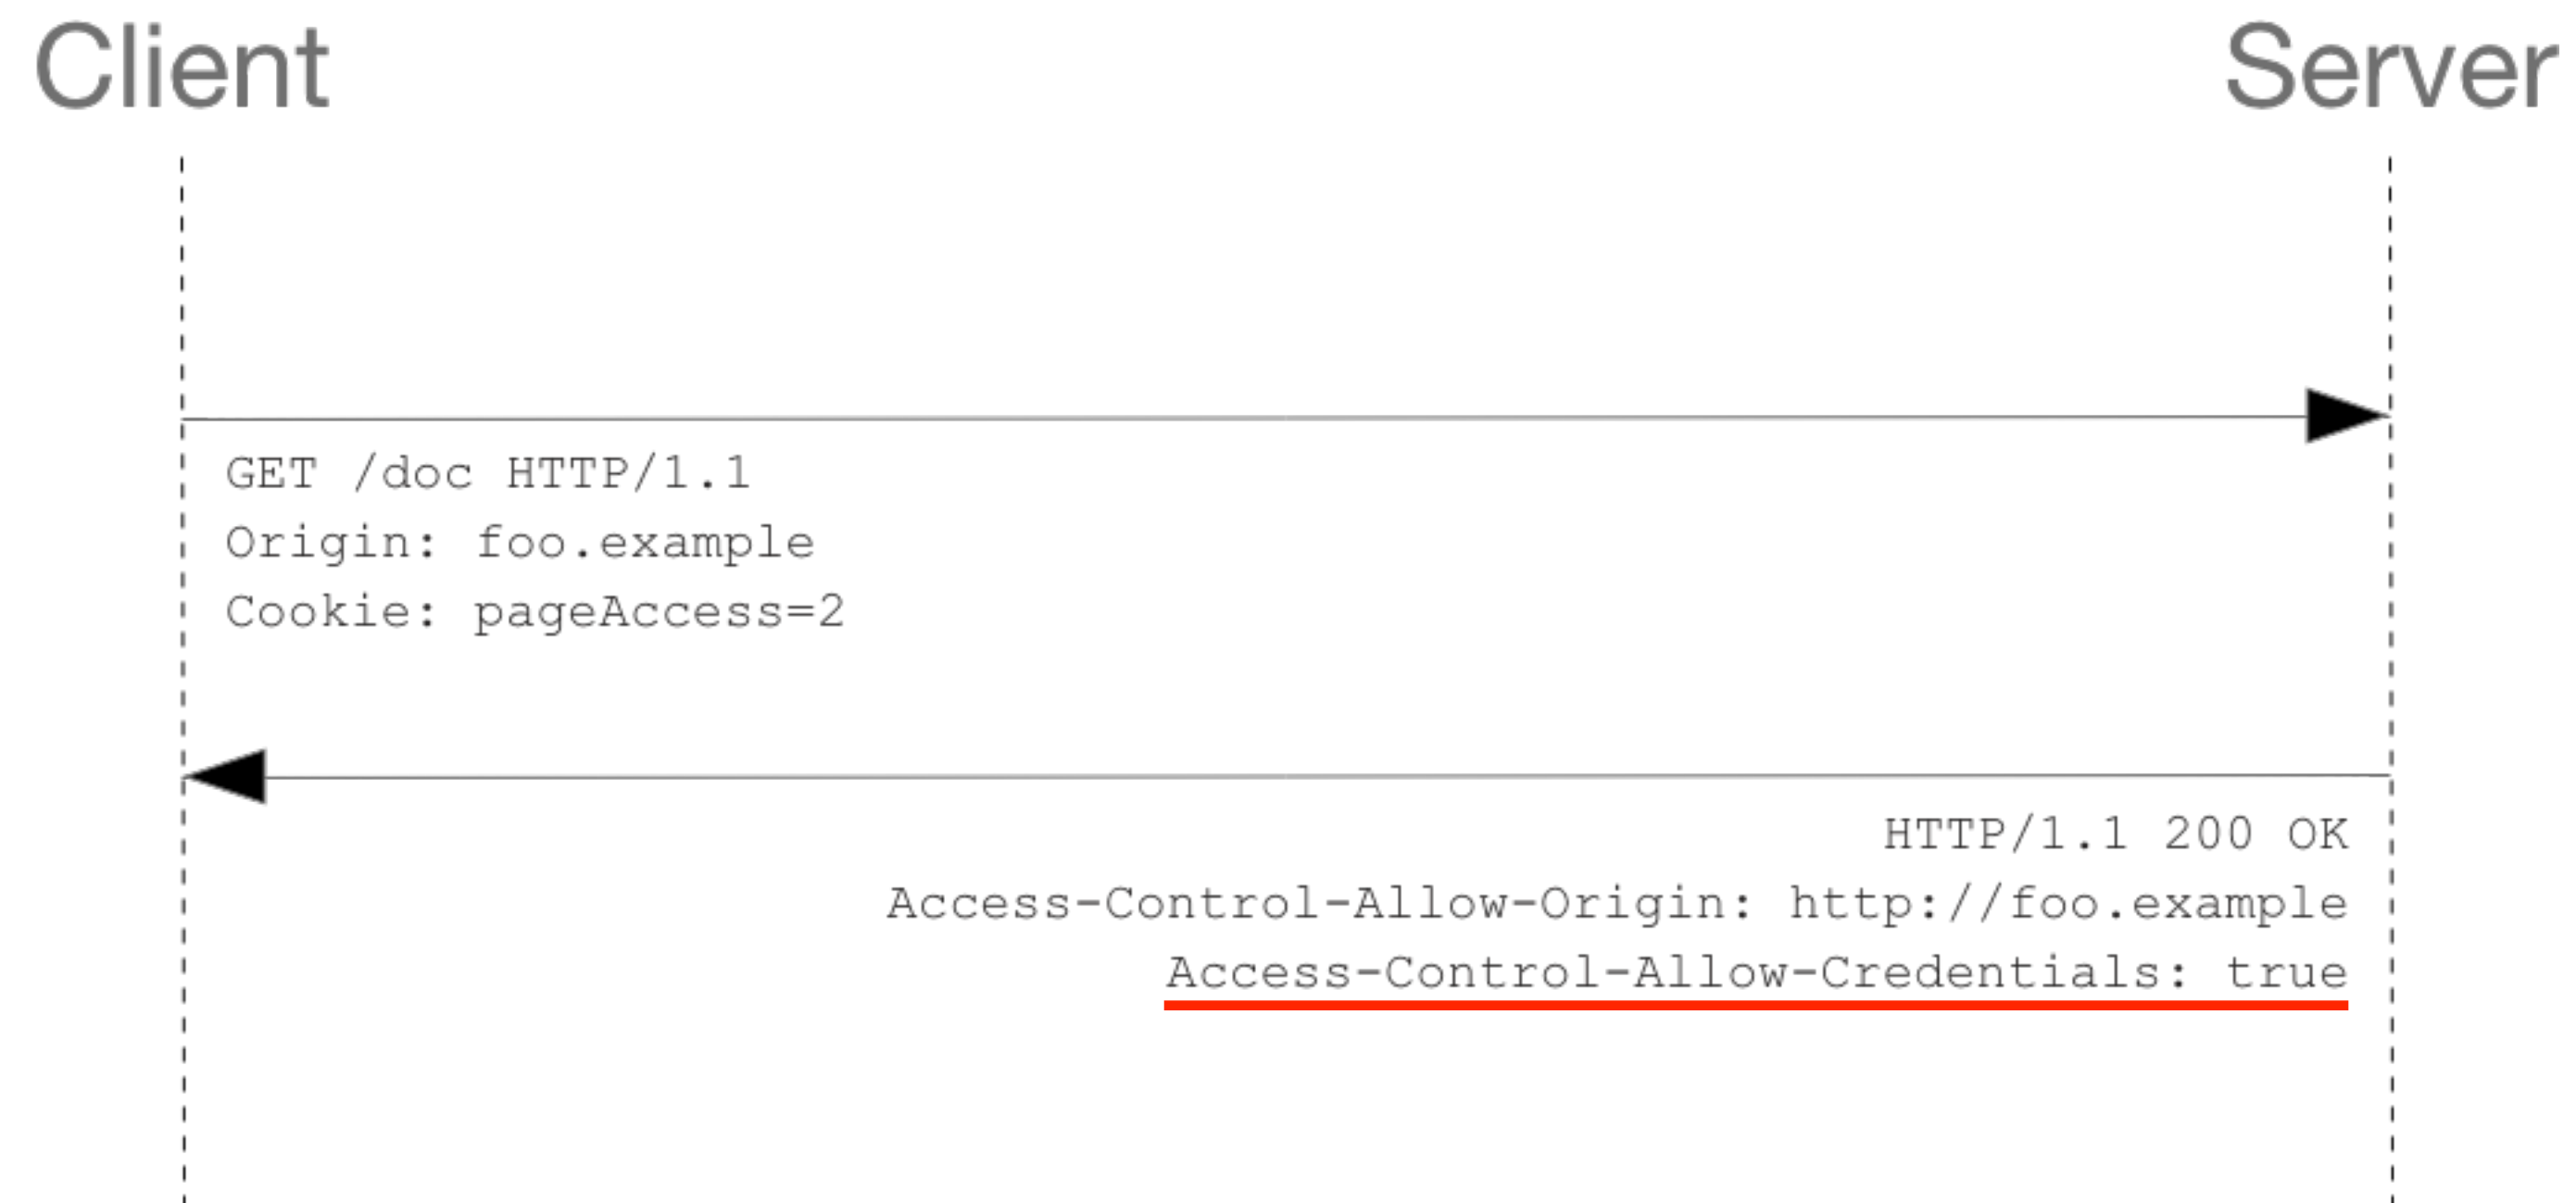 Client
Server
GET /doc HTTP/1.1
Origin: foo.example
Cookie: pageAccess=2
HTTP/1.1 200 OK
Access-Control-Allow-Origin: http://foo.example
Access-Control-Allow-Credentials: true